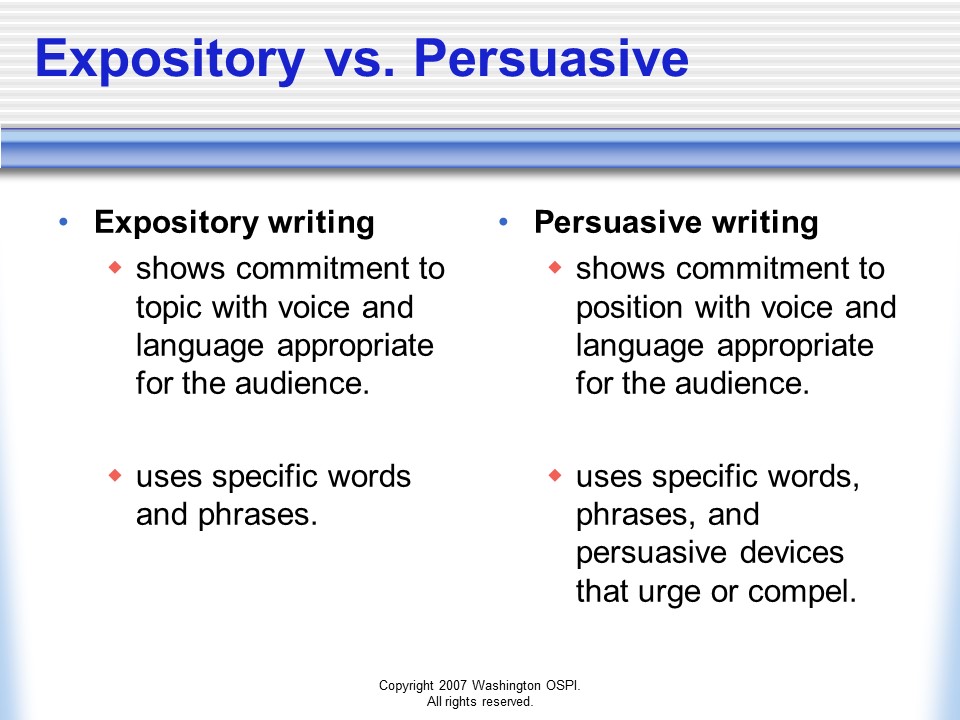 Expository vs. Persuasive
• Expository writing
shows commitment to
topic with voice and
language appropriate
for the audience.
uses specific words
and phrases.
• Persuasive writing
shows commitment to
position with voice and
language appropriate
for the audience.
uses specific words,
phrases, and
persuasive devices
that urge or compel.
Copyright 2007 Washington OSPI.
All rights reserved.